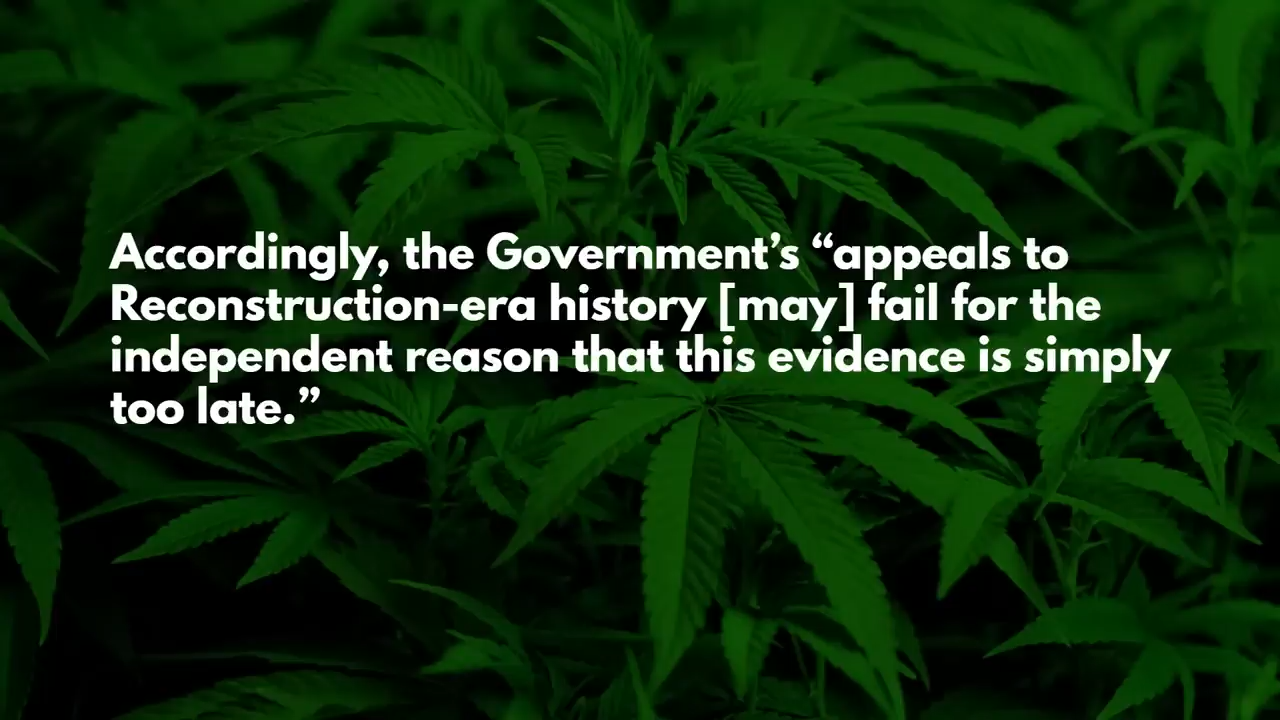 Accordingly, the Government’s “appeals to
Reconstruction-era history [may] fail for the
independent reason that this evidence is simply
too late.”